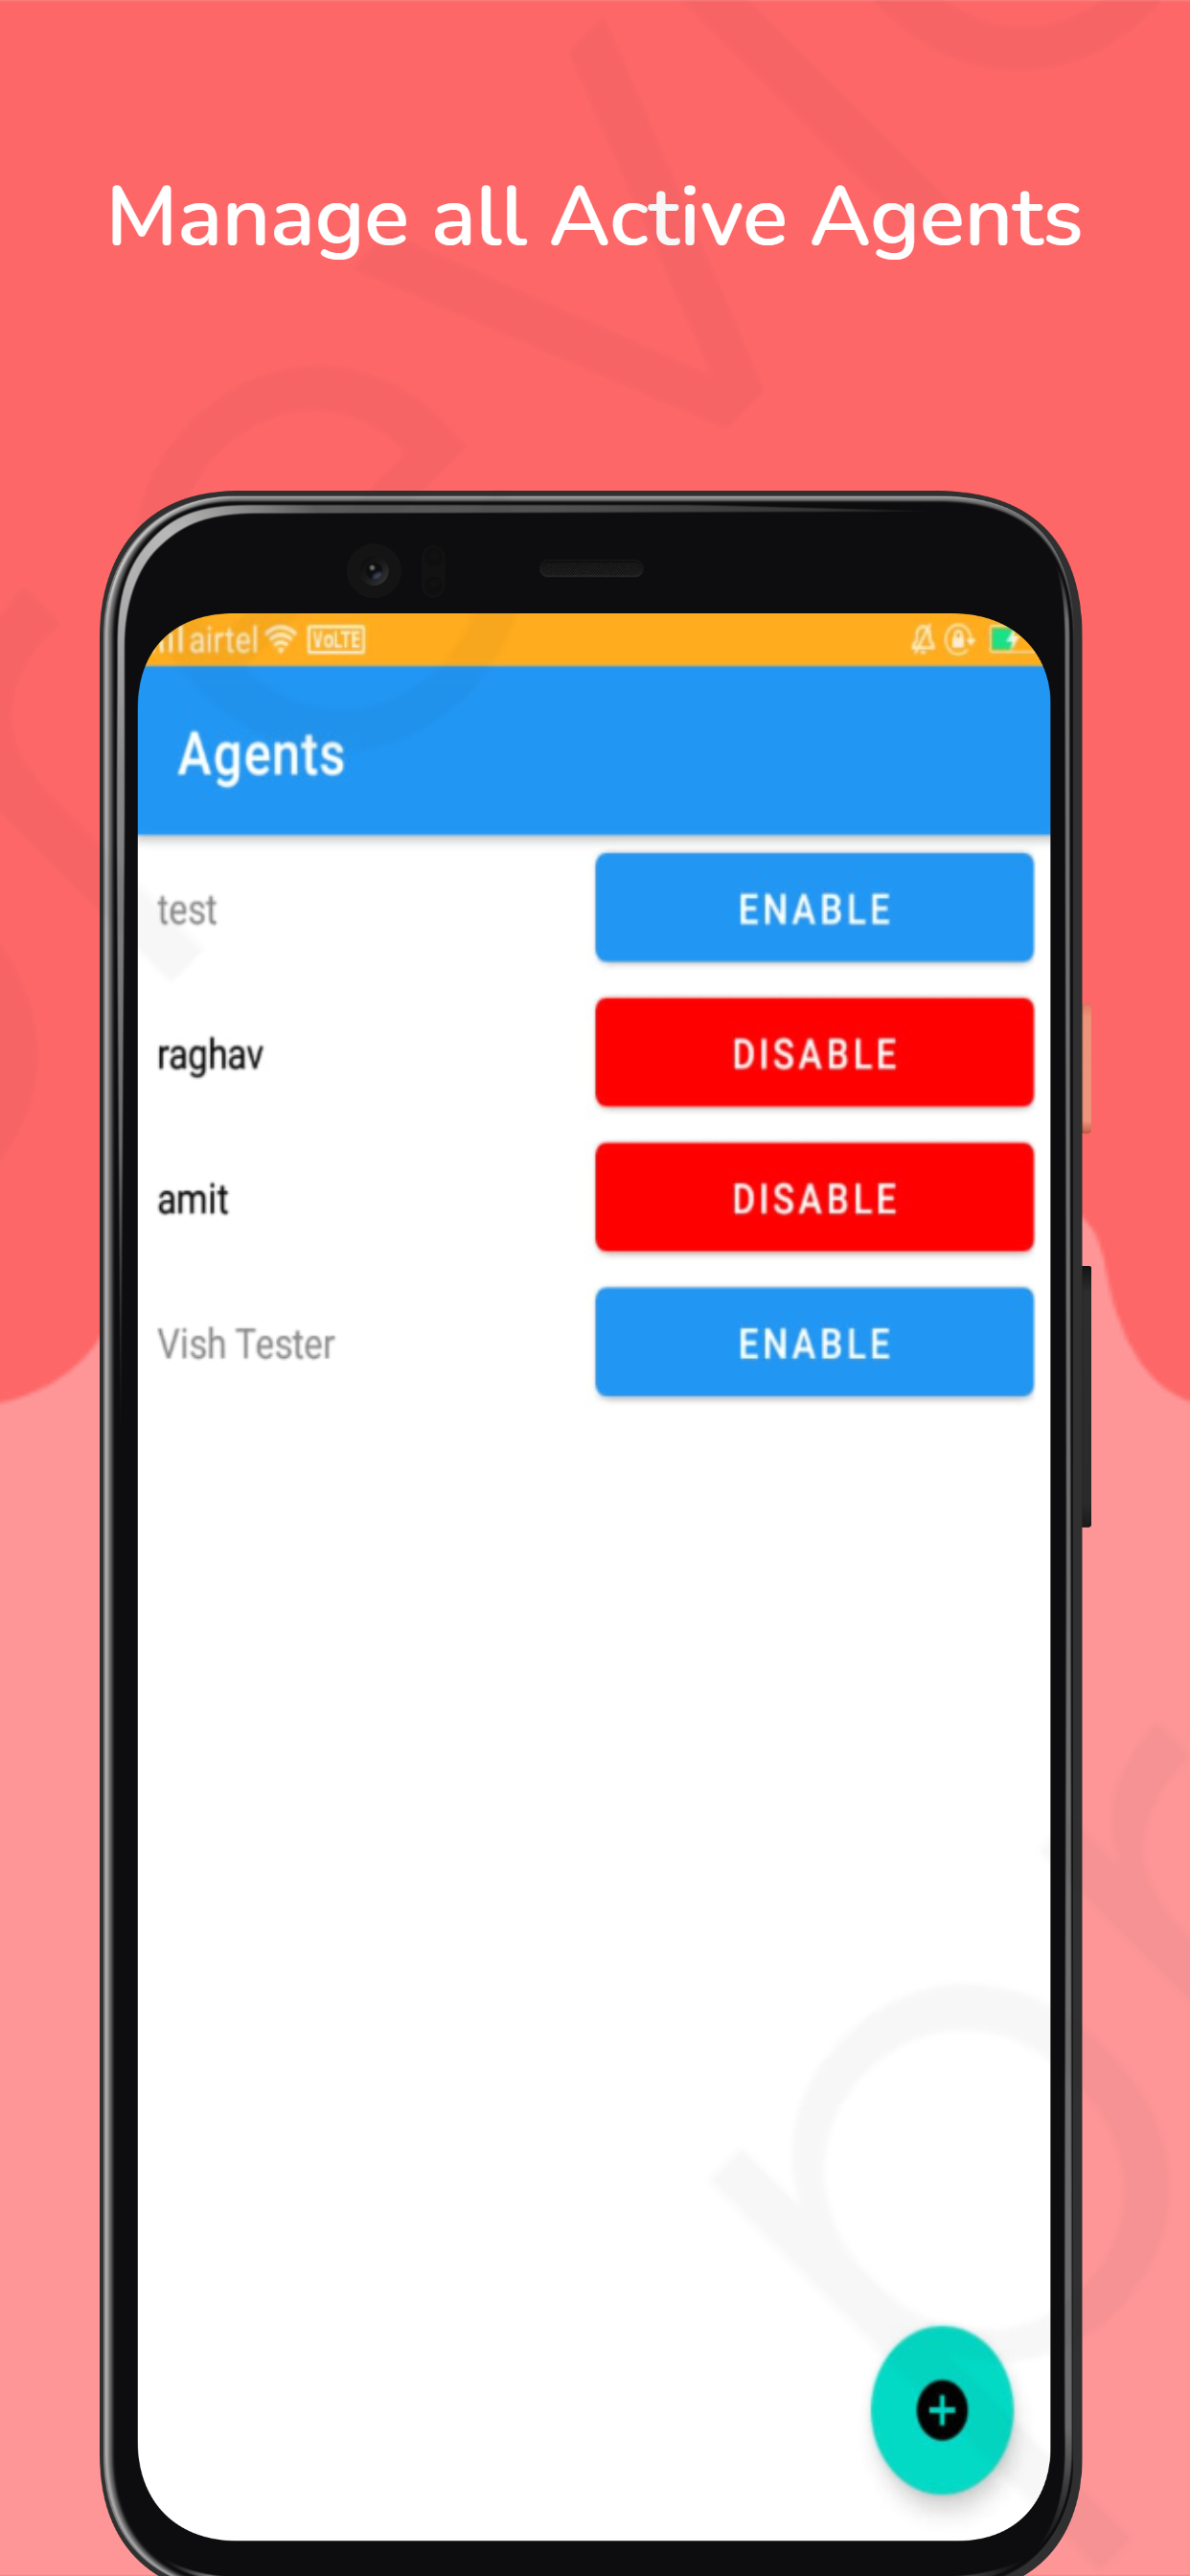 Manage all Active Agents
airtel VoLTE
Agents
test ENABLE
raghav DISABLE
amit DISABLE
Vish Tester ENABLE